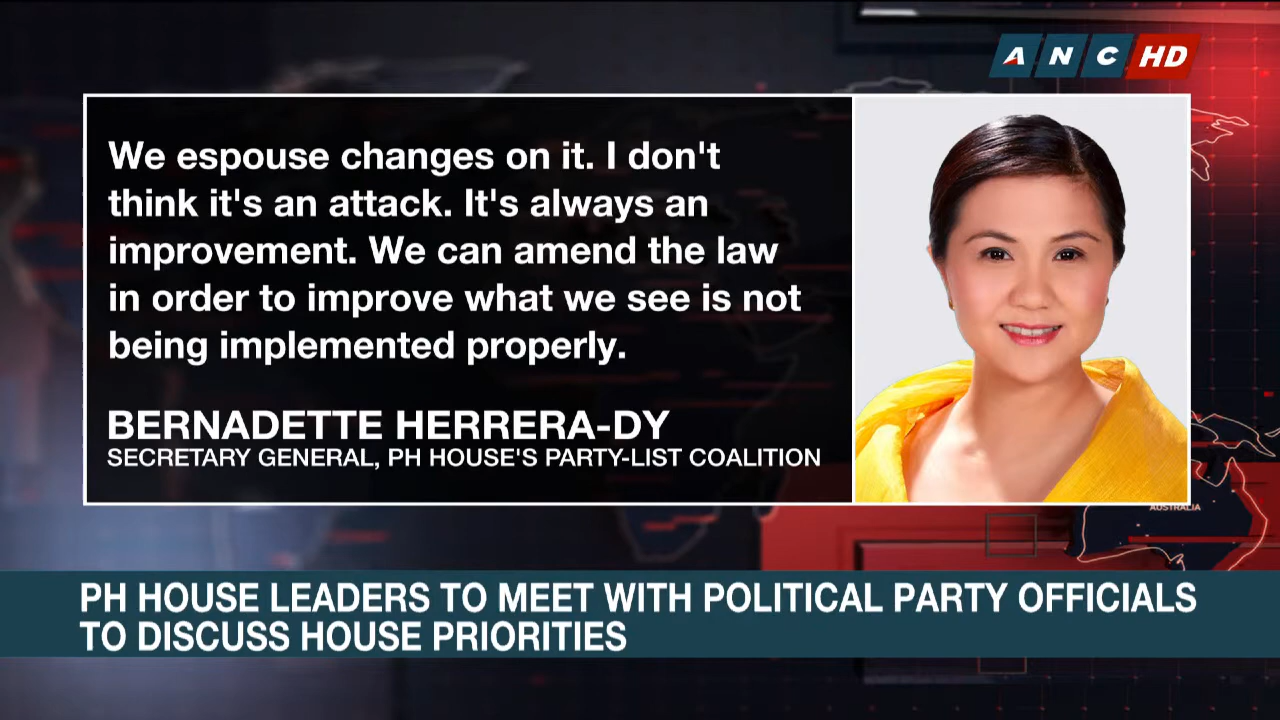 ANC HD
We espouse changes on it. I don't
think it's an attack. It's always an
improvement. We can amend the law
in order to improve what we see is not
being implemented properly.
BERNADETTE HERRERA-DY
SECRETARY GENERAL, PH HOUSE'S PARTY-LIST COALITION
AUSTRALIA
PH HOUSE LEADERS TO MEET WITH POLITICAL PARTY OFFICIALS
TO DISCUSS HOUSE PRIORITIES